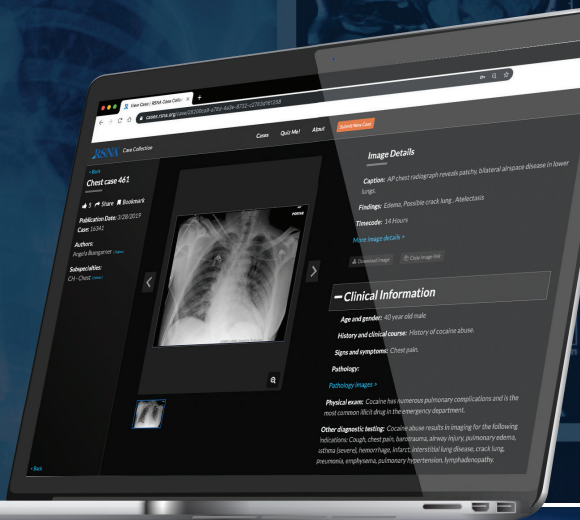 View Case | RSNA Case Collec
cases.rsna.org
RSNA Case Collection
Cases Quiz Me! About Submit New Case
< Back
Chest case 461
5 Share Bookmark
Publication Date: 3/28/2019
Case: 16341
Authors:
Angela Bumgarner
Subspecialties:
CH - Chest
PORTABLE
Image Details
Caption: AP chest radiograph reveals patchy, bilateral airspace disease in lower
lungs.
Findings: Edema, Possible crack lung, Atelectasis
Timecode: 14 Hours
More image details >
Download Image Copy image link
– Clinical Information
Age and gender: 40 year old male
History and clinical course: History of cocaine abuse.
Signs and symptoms: Chest pain.
Pathology:
Pathology images >
Physical exam: Cocaine has numerous pulmonary complications and is the
most common illicit drug in the emergency department.
Other diagnostic testing: Cocaine abuse results in imaging for the following
indications: Cough, chest pain, barotrauma, airway injury, pulmonary edema,
asthma (severe), hemorrhage, infarct, interstitial lung disease, crack lung,
pneumonia, emphysema, pulmonary hypertension, lymphadenopathy.
< Back